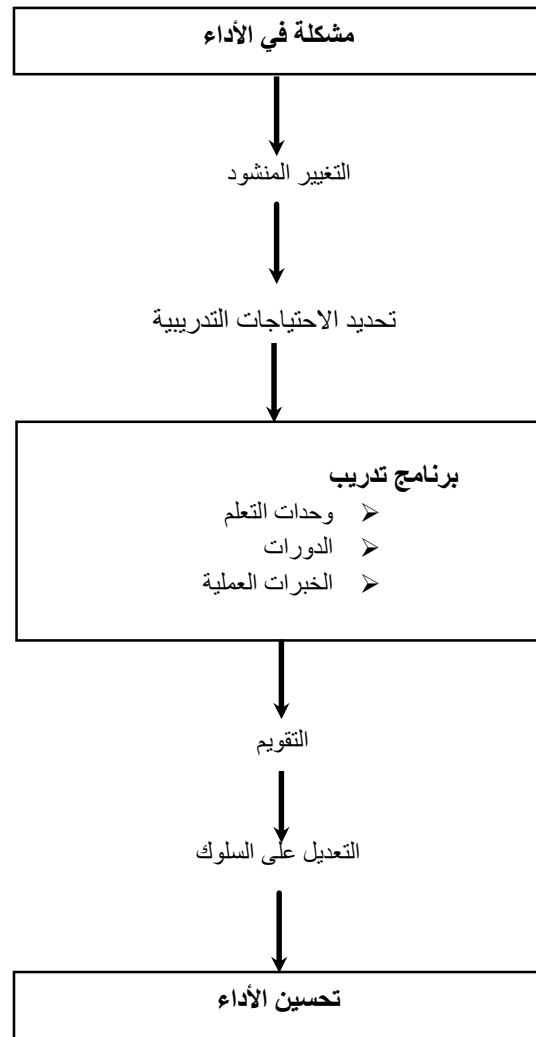 مشكلة في الأداء
التغيير المنشود
تحديد الاحتياجات التدريبية
برنامج تدريب
وحدات التعلم
الدورات
الخبرات العملية
التقويم
التعديل على السلوك
تحسين الأداء